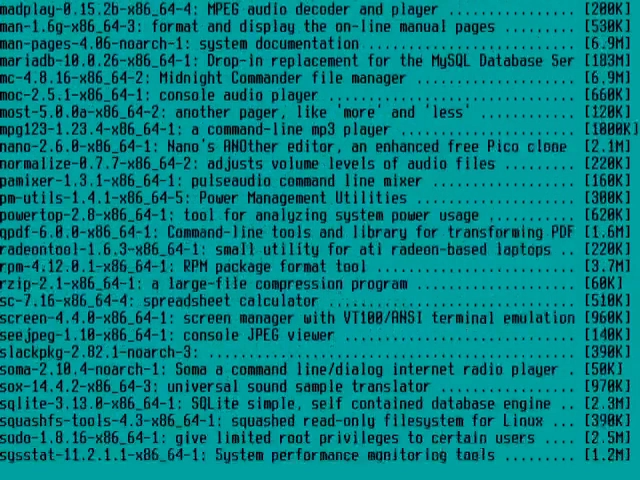 madplay-0.15.2b-x86_64-4: MPEG audio decoder and player ................ [200K]
man-1.6g-x86_64-3: format and display the on-line manual pages ......... [530K]
man-pages-4.06-noarch-1: system documentation .......................... [6.9M]
mariadb-10.0.26-x86_64-1: Drop-in replacement for the MySQL Database Ser [183M]
mc-4.8.16-x86_64-2: Midnight Commander file manager .................... [6.9M]
moc-2.5.1-x86_64-1: console audio player ............................... [660K]
most-5.0.0a-x86_64-2: another pager, like 'more' and 'less' ............ [120K]
mpg123-1.23.4-x86_64-1: a command-line mp3 player ...................... [1000K]
nano-2.6.0-x86_64-1: Nano's ANOther editor, an enhanced free Pico clone  [2.1M]
normalize-0.7.7-x86_64-2: adjusts volume levels of audio files ......... [220K]
pamixer-1.3.1-x86_64-1: pulseaudio command line mixer .................. [160K]
pm-utils-1.4.1-x86_64-5: Power Management Utilities .................... [300K]
powertop-2.8-x86_64-1: tool for analyzing system power usage ........... [620K]
qpdf-6.0.0-x86_64-1: Command-line tools and library for transforming PDF [1.6M]
radeontool-1.6.3-x86_64-1: small utility for ati radeon-based laptops .. [220K]
rpm-4.12.0.1-x86_64-1: RPM package format tool ......................... [3.7M]
rzip-2.1-x86_64-1: a large-file compression program .................... [60K]
sc-7.16-x86_64-4: spreadsheet calculator ............................... [510K]
screen-4.4.0-x86_64-1: screen manager with VT100/ANSI terminal emulation [960K]
seejpeg-1.10-x86_64-1: console JPEG viewer ............................. [140K]
slackpkg-2.82.1-noarch-3: .............................................. [390K]
soma-2.10.4-noarch-1: Soma a command line/dialog internet radio player . [50K]
sox-14.4.2-x86_64-3: universal sound sample translator ................. [970K]
sqlite-3.13.0-x86_64-1: SQLite simple, self contained database engine .. [2.3M]
squashfs-tools-4.3-x86_64-1: squashed read-only filesystem for Linux ... [390K]
sudo-1.8.16-x86_64-1: give limited root privileges to certain users .... [2.5M]
sysstat-11.2.1.1-x86_64-1: System performance monitoring tools ......... [1.2M]